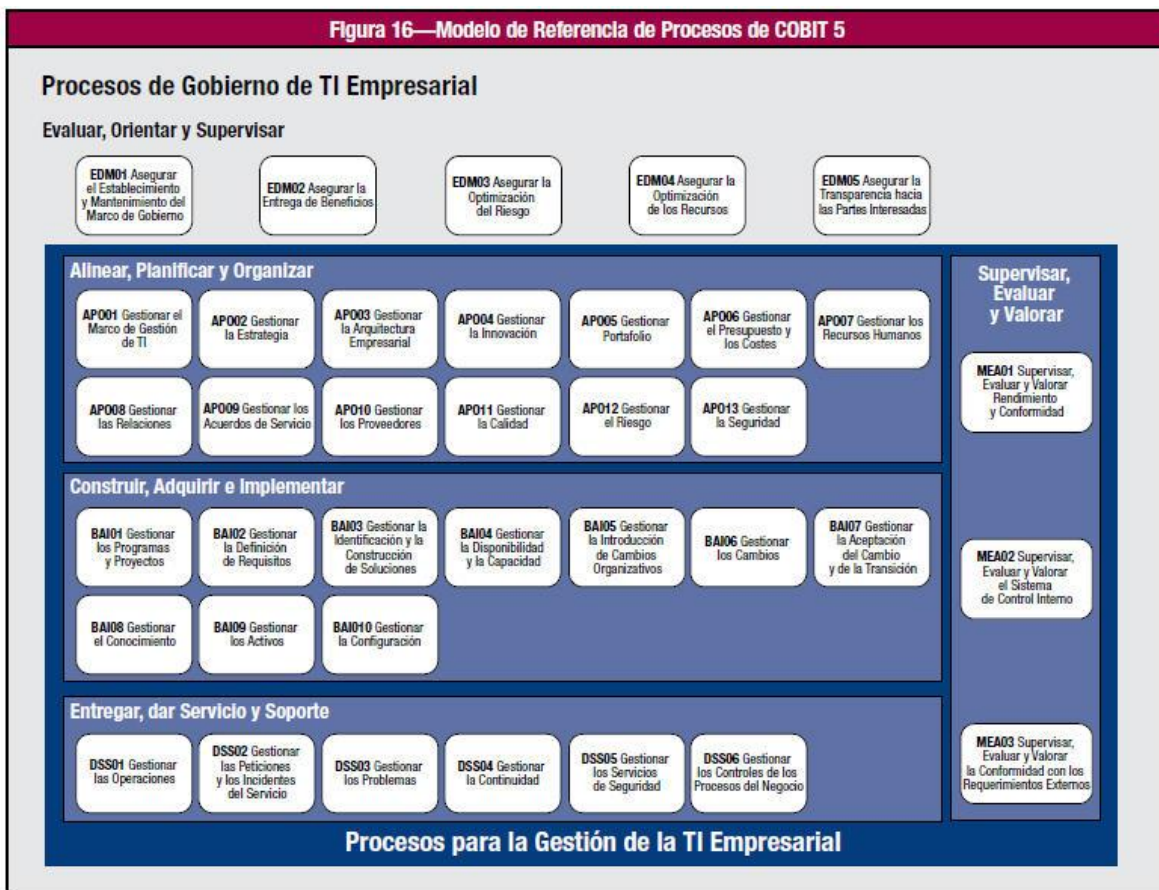 Figura 16—Modelo de Referencia de Procesos de COBIT 5
Procesos de Gobierno de TI Empresarial
Evaluar, Orientar y Supervisar
EDM01 Asegurar
el Establecimiento
y Mantenimiento del
Marco de Gobierno
EDM02 Asegurar la
Entrega de Beneficios
EDM03 Asegurar la
Optimización
del Riesgo
EDM04 Asegurar la
Optimización
de los Recursos
EDM05 Asegurar la
Transparencia hacia
las Partes Interesadas
Alinear, Planificar y Organizar
APO01 Gestionar el
Marco de Gestión
de TI
APO02 Gestionar
la Estrategia
APO03 Gestionar
la Arquitectura
Empresarial
APO04 Gestionar
la Innovación
APO05 Gestionar
Portafolio
APO06 Gestionar
el Presupuesto y
los Costes
APO07 Gestionar los
Recursos Humanos
APO08 Gestionar
las Relaciones
APO09 Gestionar los
Acuerdos de Servicio
APO10 Gestionar
los Proveedores
APO11 Gestionar
la Calidad
APO12 Gestionar
el Riesgo
APO13 Gestionar
la Seguridad
Construir, Adquirir e Implementar
BAI01 Gestionar
los Programas
y Proyectos
BAI02 Gestionar
la Definición
de Requisitos
BAI03 Gestionar la
Identificación y la
Construcción
de Soluciones
BAI04 Gestionar
la Disponibilidad
y la Capacidad
BAI05 Gestionar
la Introducción
de Cambios
Organizativos
BAI06 Gestionar
los Cambios
BAI07 Gestionar
la Aceptación
del Cambio
y de la Transición
BAI08 Gestionar
el Conocimiento
BAI09 Gestionar
los Activos
BAI010 Gestionar
la Configuración
Entregar, dar Servicio y Soporte
DSS01 Gestionar
las Operaciones
DSS02 Gestionar
las Peticiones
y los Incidentes
del Servicio
DSS03 Gestionar
los Problemas
DSS04 Gestionar
la Continuidad
DSS05 Gestionar
los Servicios
de Seguridad
DSS06 Gestionar
los Controles de los
Procesos del Negocio
Supervisar,
Evaluar
y Valorar
MEA01 Supervisar,
Evaluar y Valorar
Rendimiento
y Conformidad
MEA02 Supervisar,
Evaluar y Valorar
el Sistema
de Control Interno
MEA03 Supervisar,
Evaluar y Valorar
la Conformidad con los
Requerimientos Externos
Procesos para la Gestión de la TI Empresarial